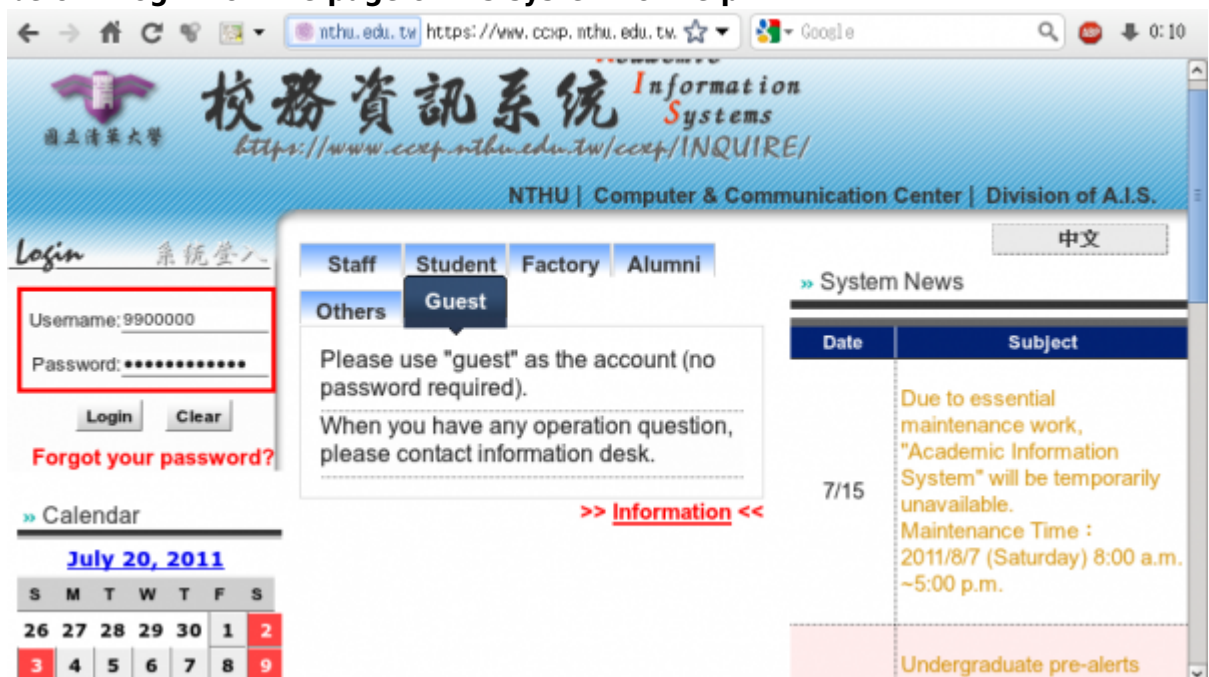 nthu.edu.tw https://www.ccxp.nthu.edu.tw. Google 0:10
Information
校務資訊系統 Systems
國立清華大學
https://www.ccxp.nthu.edu.tw/ccxp/INQUIRE/
NTHU | Computer & Communication Center | Division of A.I.S.
中文
Login 系統登入
Username: 9900000
Password: ••••••••••••
Login Clear
Forgot your password?
» Calendar
July 20, 2011
S M T W T F S
26 27 28 29 30 1 2
3 4 5 6 7 8 9
Staff Student Factory Alumni
Others Guest
Please use "guest" as the account (no
password required).
When you have any operation question,
please contact information desk.
>> Information <<
» System News
Date Subject
7/15
Due to essential
maintenance work,
"Academic Information
System" will be temporarily
unavailable.
Maintenance Time：
2011/8/7 (Saturday) 8:00 a.m.
~5:00 p.m.
Undergraduate pre-alerts